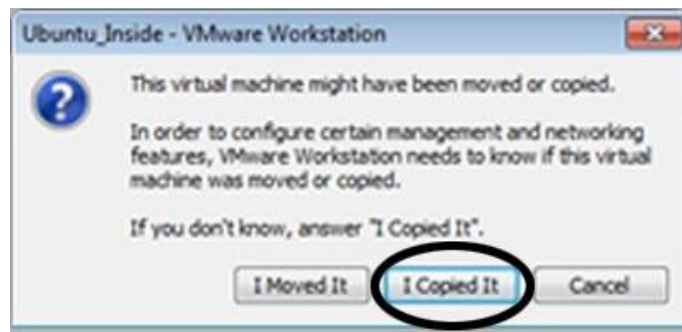 Ubuntu_Inside - VMware Workstation
This virtual machine might have been moved or copied.
In order to configure certain management and networking
features, VMware Workstation needs to know if this virtual
machine was moved or copied.
If you don't know, answer "I Copied It".
I Moved It I Copied It Cancel